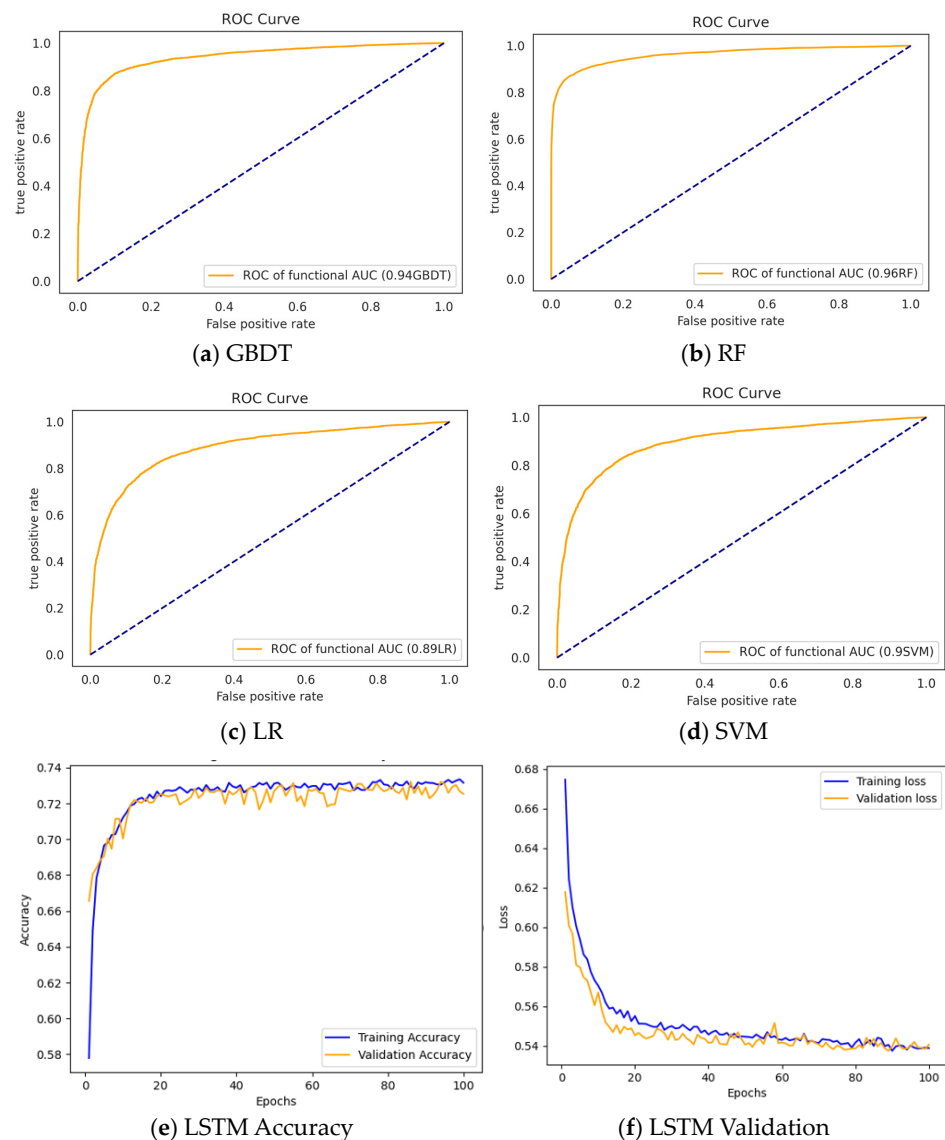 ROC Curve
1.0
0.8
0.6
0.4
0.2
0.0
true positive rate
ROC of functional AUC (0.94GBDT)
0.0 0.2 0.4 0.6 0.8 1.0
False positive rate
(a) GBDT
ROC Curve
1.0
0.8
0.6
0.4
0.2
0.0
true positive rate
ROC of functional AUC (0.96RF)
0.0 0.2 0.4 0.6 0.8 1.0
False positive rate
(b) RF
ROC Curve
1.0
0.8
0.6
0.4
0.2
0.0
true positive rate
ROC of functional AUC (0.89LR)
0.0 0.2 0.4 0.6 0.8 1.0
False positive rate
(c) LR
ROC Curve
1.0
0.8
0.6
0.4
0.2
0.0
true positive rate
ROC of functional AUC (0.9SVM)
0.0 0.2 0.4 0.6 0.8 1.0
False positive rate
(d) SVM
0.74
0.72
0.70
0.68
0.66
0.64
0.62
0.60
0.58
Accuracy
Training Accuracy
Validation Accuracy
0 20 40 60 80 100
Epochs
(e) LSTM Accuracy
0.68
0.66
0.64
0.62
0.60
0.58
0.56
0.54
Loss
Training loss
Validation loss
0 20 40 60 80 100
Epochs
(f) LSTM Validation